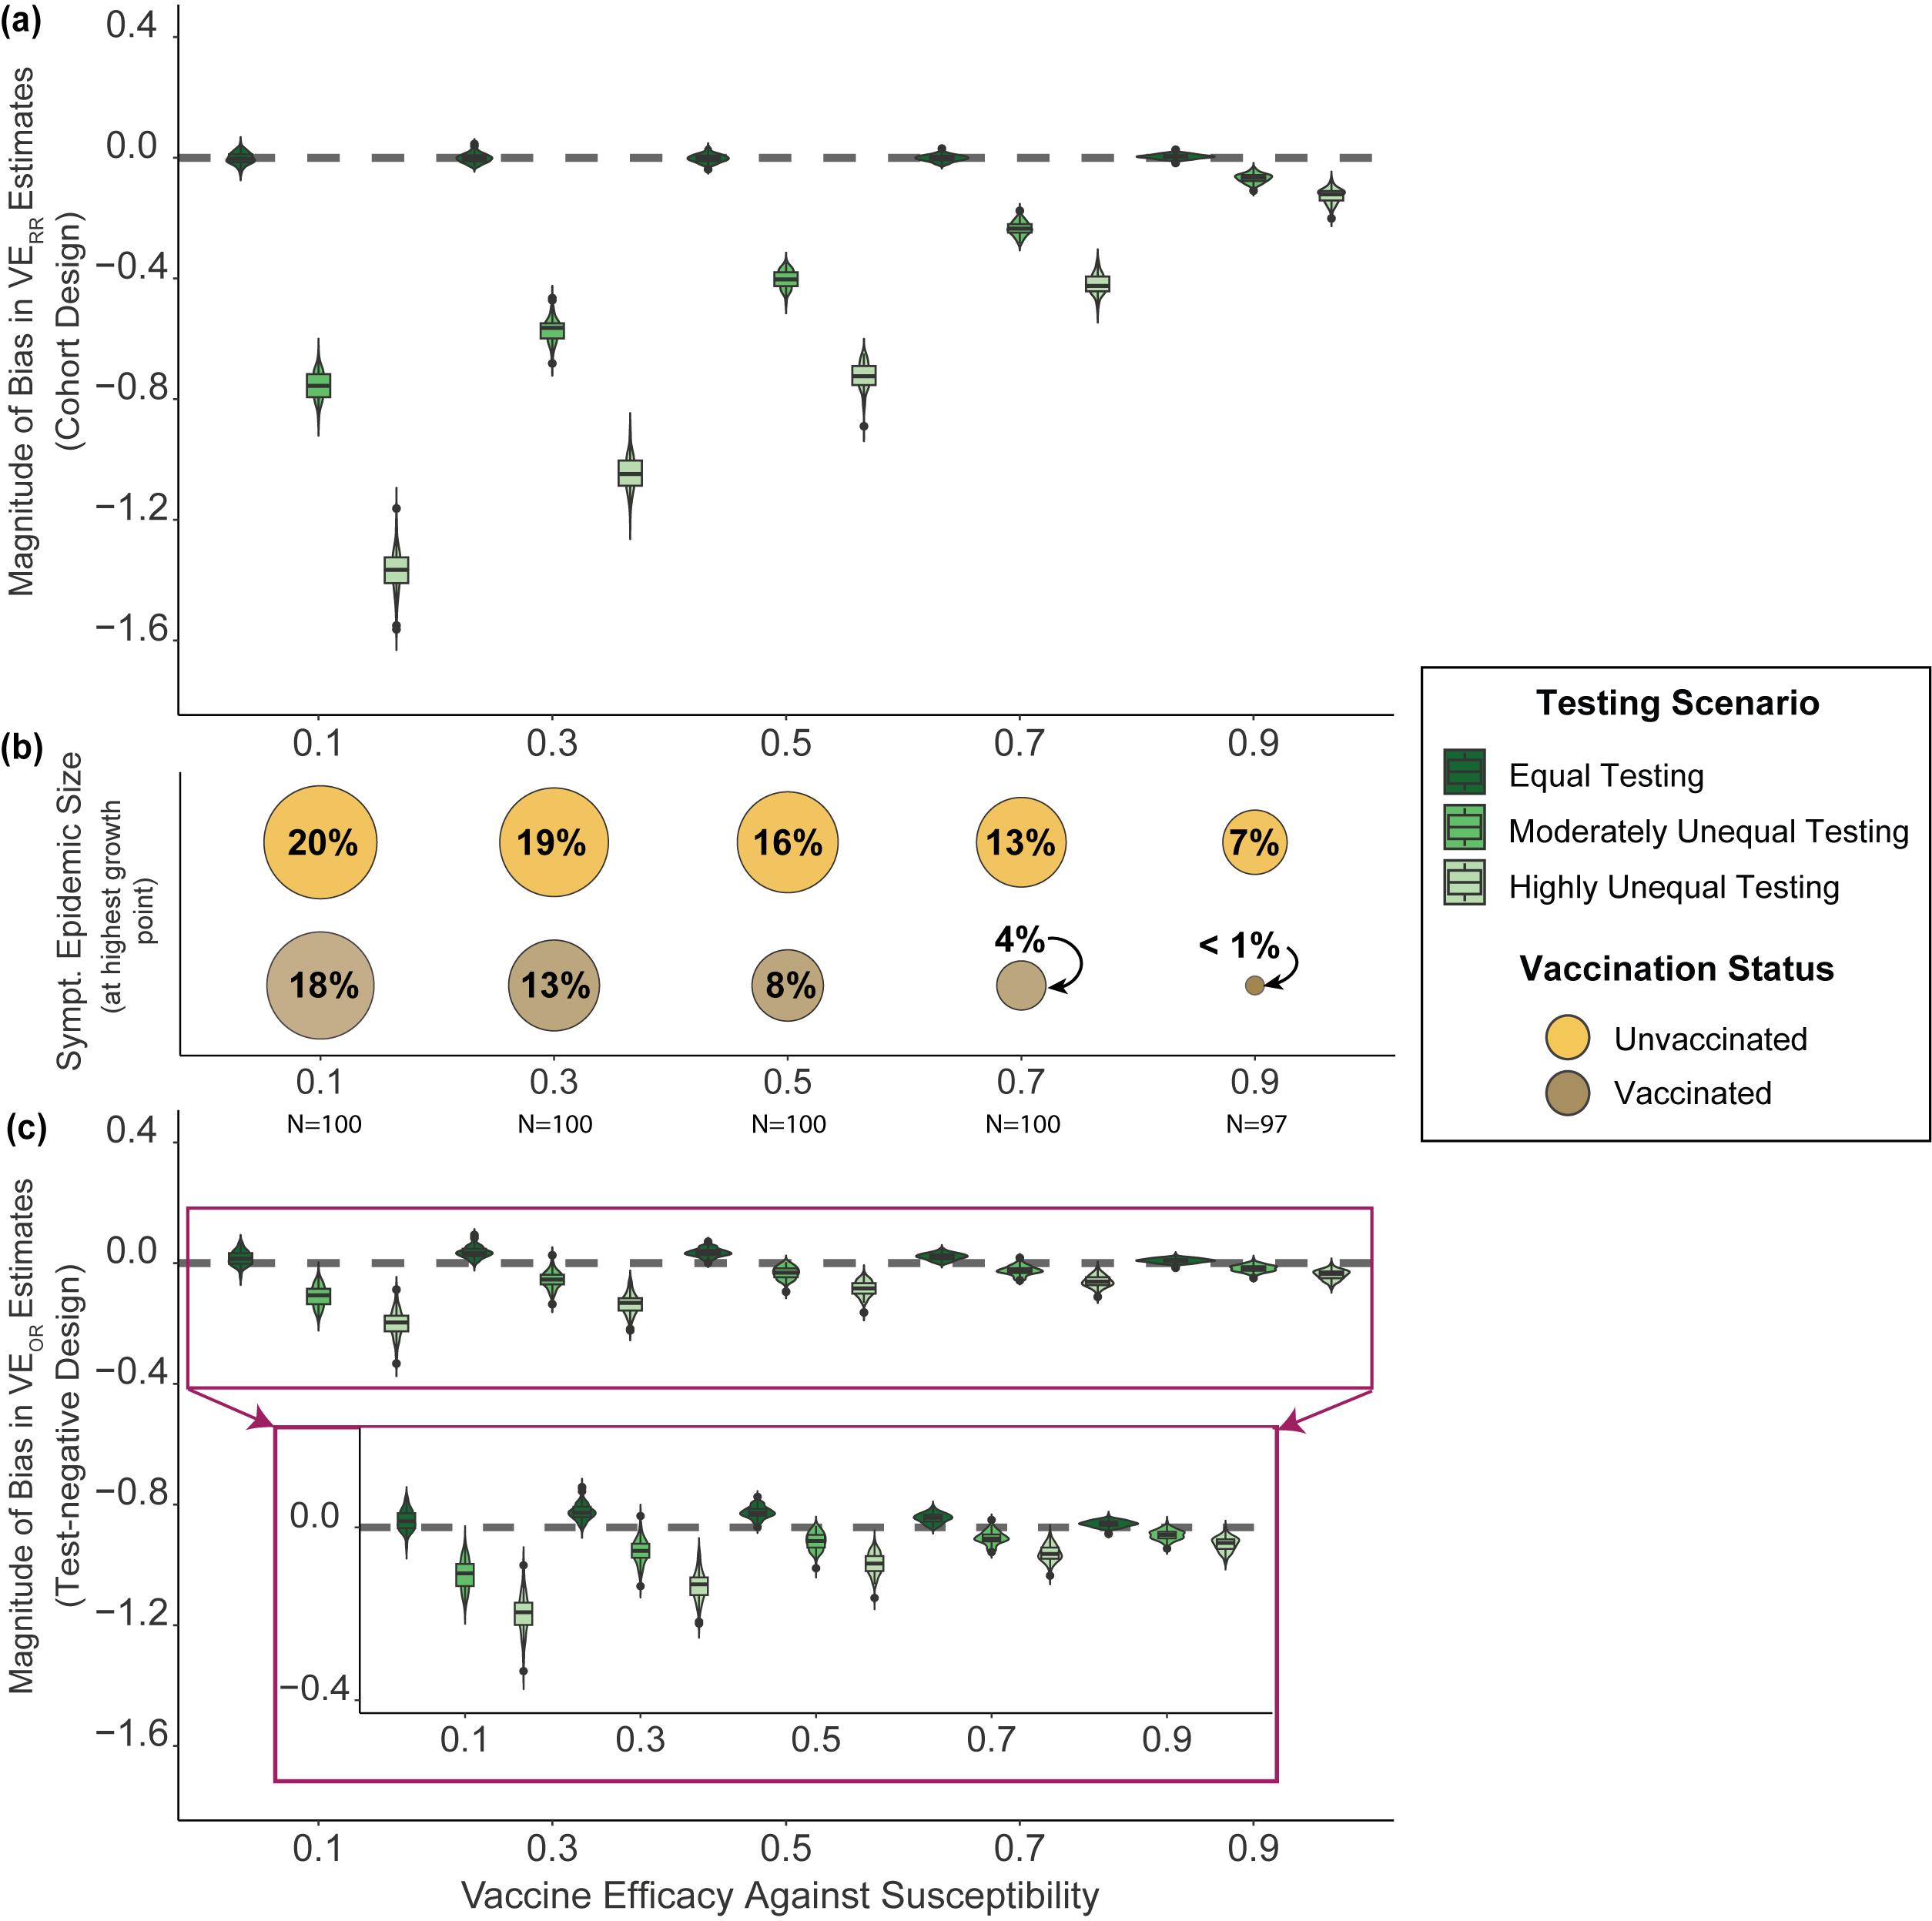 (a)
Magnitude of Bias in VE_RR Estimates
(Cohort Design)
0.4
0.0
−0.4
−0.8
−1.2
−1.6
0.1 0.3 0.5 0.7 0.9
(b)
Sympt. Epidemic Size
(at highest growth
point)
20% 19% 16% 13% 7%
4% < 1%
18% 13% 8%
0.1 0.3 0.5 0.7 0.9
N=100 N=100 N=100 N=100 N=97
(c)
Magnitude of Bias in VE_OR Estimates
(Test-negative Design)
0.4
0.0
−0.4
−0.8
−1.2
−1.6
0.0
−0.4
0.1 0.3 0.5 0.7 0.9
0.1 0.3 0.5 0.7 0.9
Vaccine Efficacy Against Susceptibility
Testing Scenario
Equal Testing
Moderately Unequal Testing
Highly Unequal Testing
Vaccination Status
Unvaccinated
Vaccinated